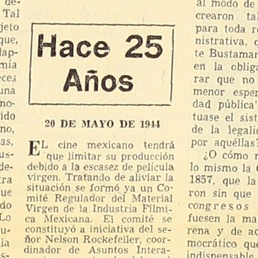 Hace 25
Años
20 DE MAYO DE 1944
EL cine mexicano tendrá
que limitar su producción
debido a la escasez de película
virgen. Tratando de aliviar la
situación se formó ya un Co-
mité Regulador del Material
Virgen de la Industria Fílmi-
ca Mexicana. El comité se
constituyó a iniciativa del se-
ñor Nelson Rockefeller, coor-
dinador de Asuntos Intera-
al modo de
crearon tal
para toda r
nistrativa, q
te Bustamar
en la obliga
rar que no
menor esper
dad pública'
tuase el sist
de la legalid
por aquéllas?
¿O cómo r
lo mismo la C
1857, que la
ron sin que
congresos
fuesen la ma
rena y de ac
mocrático que
indispensable